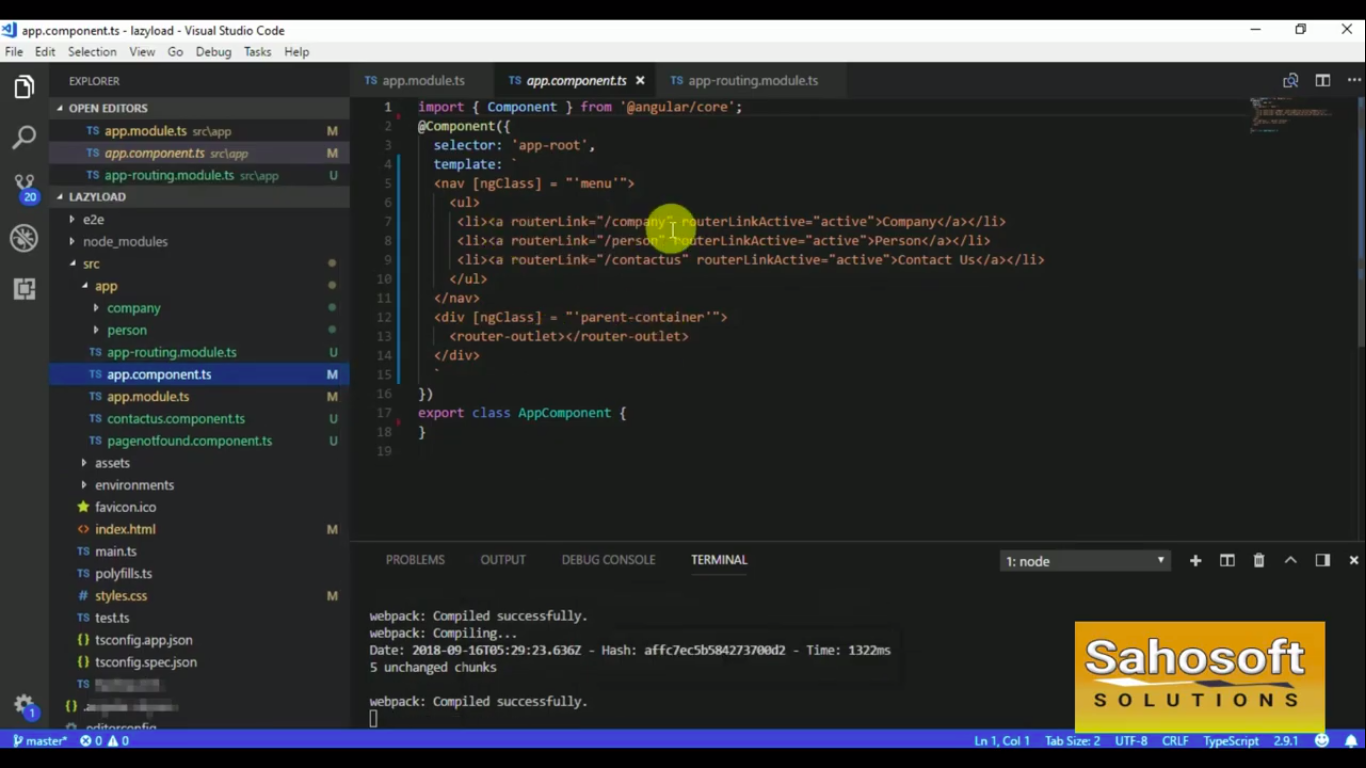 app.component.ts - lazyload - Visual Studio Code
File Edit Selection View Go Debug Tasks Help
EXPLORER
OPEN EDITORS
TS app.module.ts src\app M
TS app.component.ts src\app M
TS app-routing.module.ts src\app U
20
LAZYLOAD
e2e
node_modules
src
app
company
person
TS app-routing.module.ts U
TS app.component.ts M
TS app.module.ts M
TS contactus.component.ts U
TS pagenotfound.component.ts U
assets
environments
favicon.ico
<> index.html M
TS main.ts
TS polyfills.ts
# styles.css M
TS test.ts
{} tsconfig.app.json
{} tsconfig.spec.json
TS
{}
.editorconfig
1
TS app.module.ts TS app.component.ts × TS app-routing.module.ts
1 import { Component } from '@angular/core';
2 @Component({
3 selector: 'app-root',
4 template: `
5 <nav [ngClass] = "'menu'">
6 <ul>
7 <li><a routerLink="/company" routerLinkActive="active">Company</a></li>
8 <li><a routerLink="/person" routerLinkActive="active">Person</a></li>
9 <li><a routerLink="/contactus" routerLinkActive="active">Contact Us</a></li>
10 </ul>
11 </nav>
12 <div [ngClass] = "'parent-container'">
13 <router-outlet></router-outlet>
14 </div>
15 `
16 })
17 export class AppComponent {
18 }
19
PROBLEMS OUTPUT DEBUG CONSOLE TERMINAL 1: node
webpack: Compiled successfully.
webpack: Compiling...
Date: 2018-09-16T05:29:23.636Z - Hash: affc7ec5b584273700d2 - Time: 1322ms
5 unchanged chunks
webpack: Compiled successfully.
Sahosoft
SOLUTIONS
master* 0 0 Ln 1, Col 1 Tab Size: 2 UTF-8 CRLF TypeScript 2.9.1